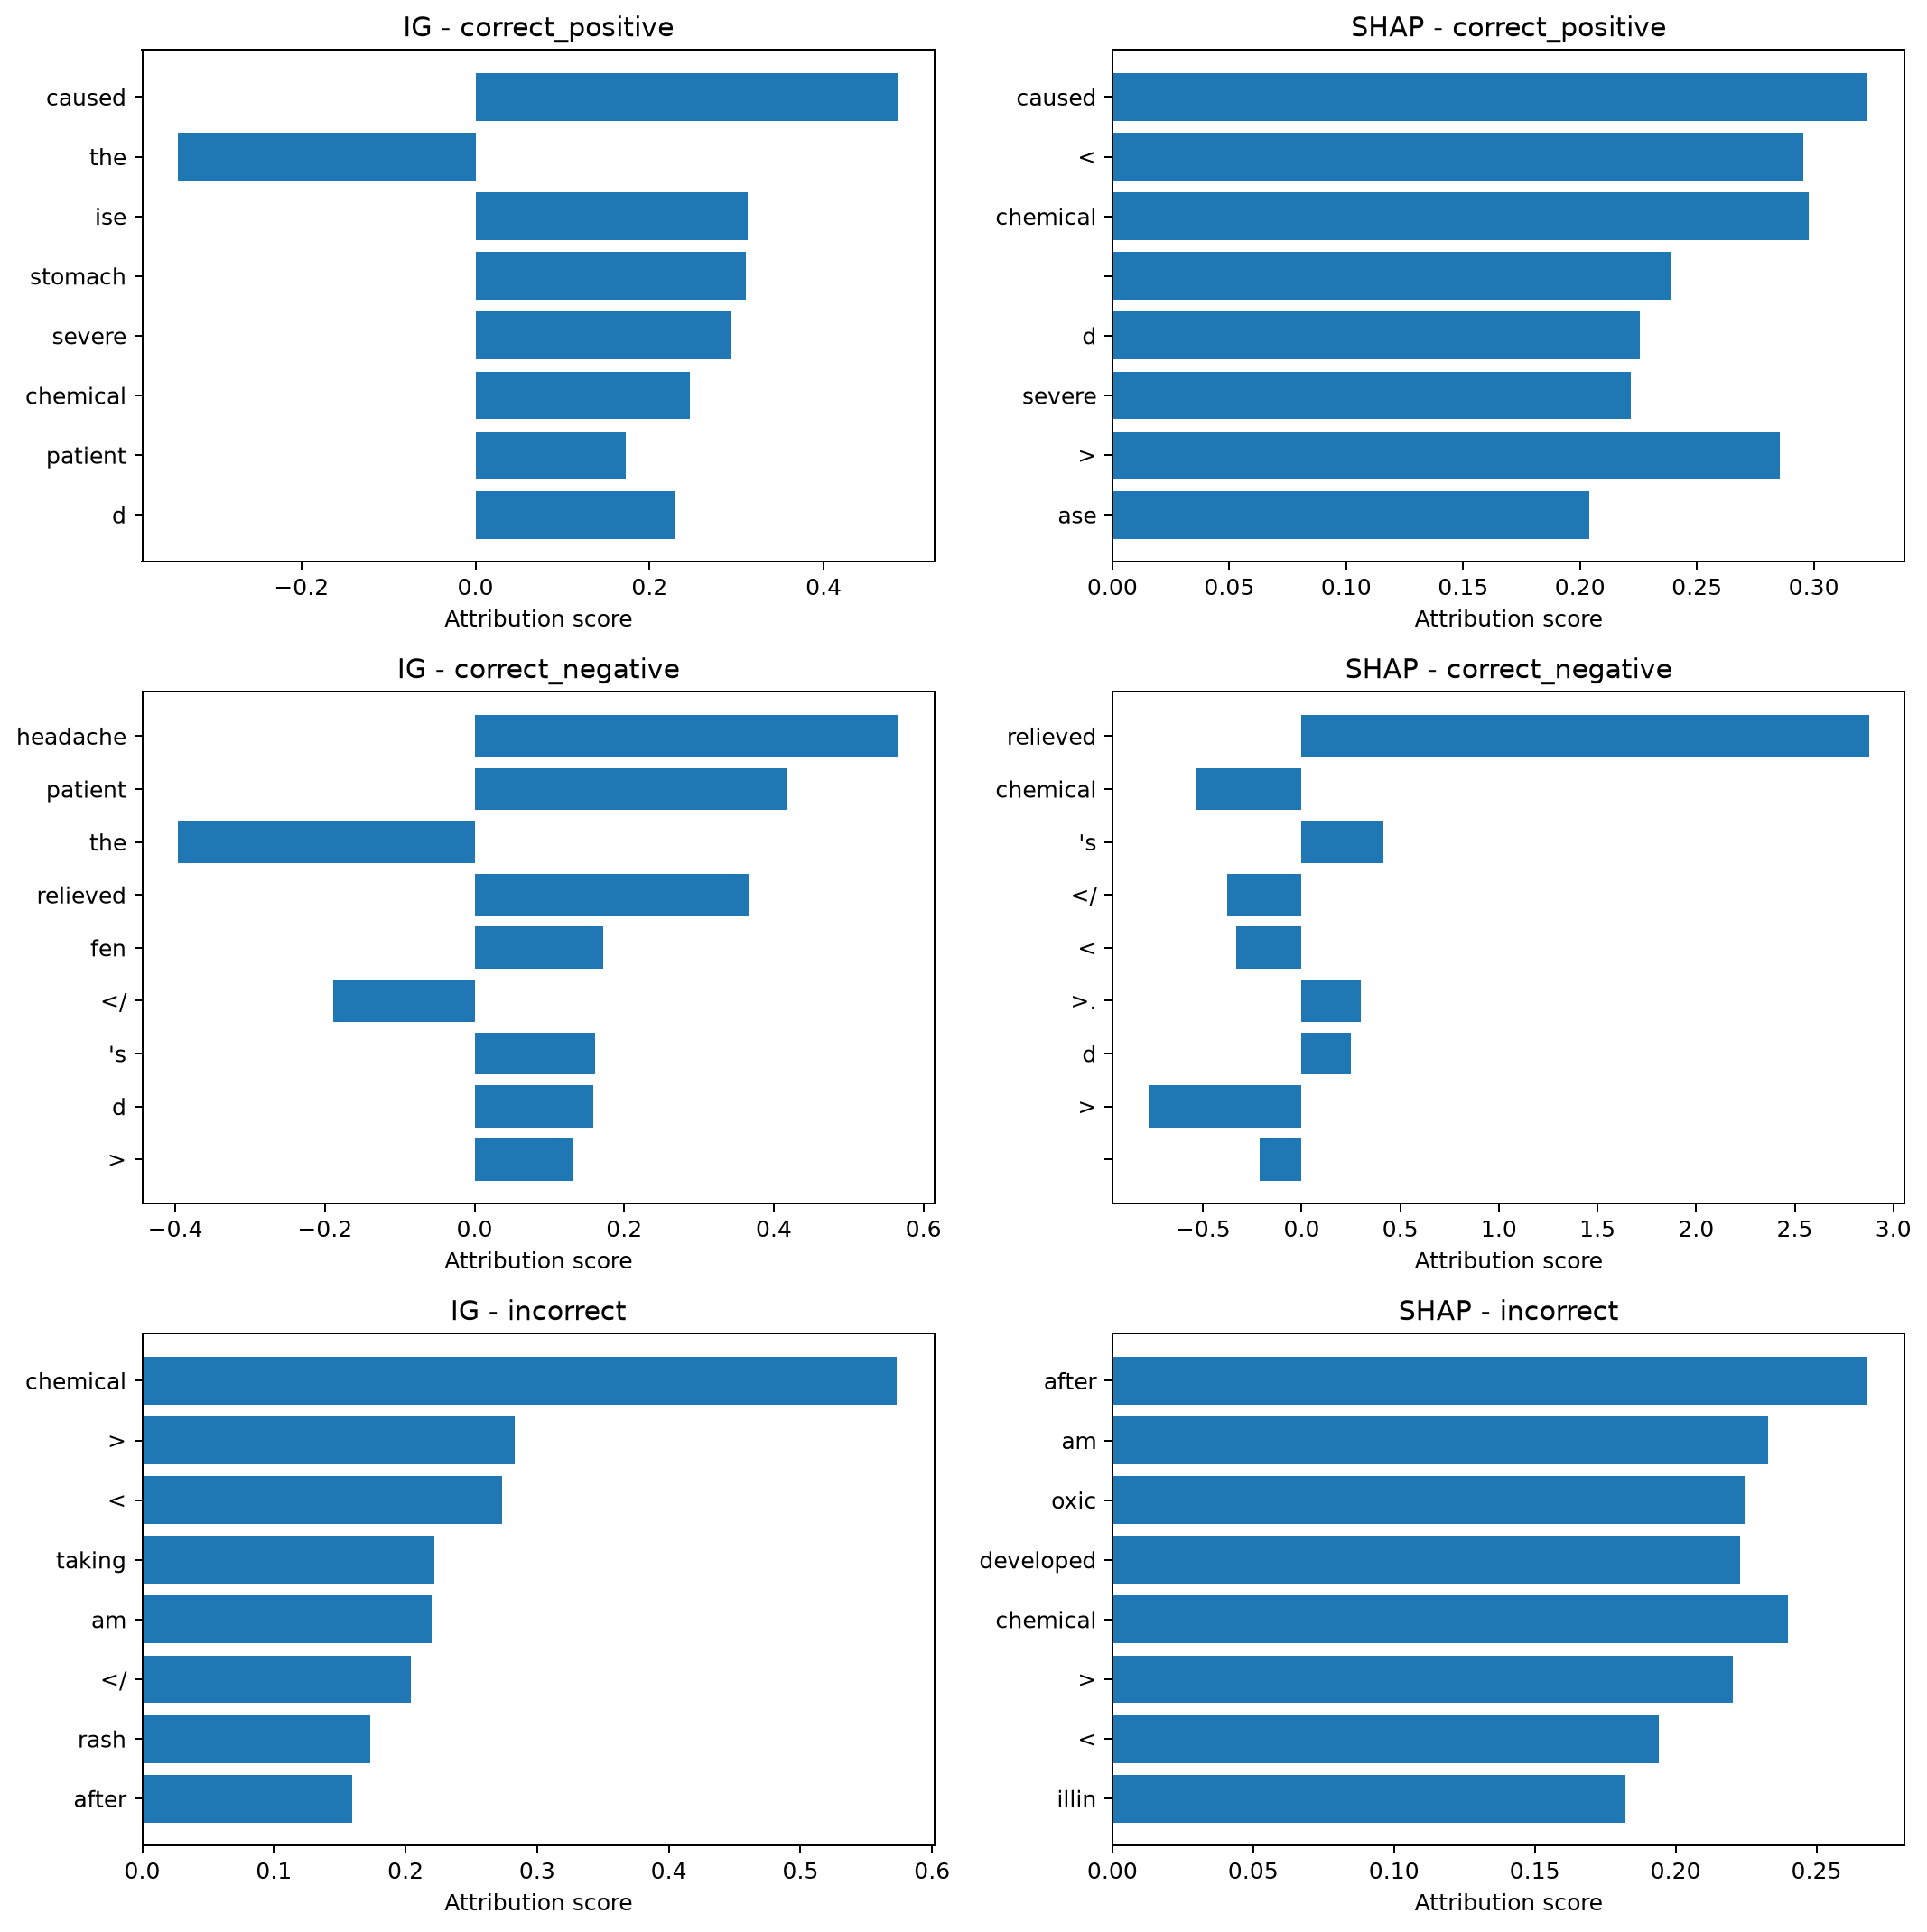 IG - correct_positive
caused
the
ise
stomach
severe
chemical
patient
d
−0.2 0.0 0.2 0.4
Attribution score
SHAP - correct_positive
caused
<
chemical
d
severe
>
ase
0.00 0.05 0.10 0.15 0.20 0.25 0.30
Attribution score
IG - correct_negative
headache
patient
the
relieved
fen
</
's
d
>
−0.4 −0.2 0.0 0.2 0.4 0.6
Attribution score
SHAP - correct_negative
relieved
chemical
's
</
<
>.
d
>
−0.5 0.0 0.5 1.0 1.5 2.0 2.5 3.0
Attribution score
IG - incorrect
chemical
>
<
taking
am
</
rash
after
0.0 0.1 0.2 0.3 0.4 0.5 0.6
Attribution score
SHAP - incorrect
after
am
oxic
developed
chemical
>
<
illin
0.00 0.05 0.10 0.15 0.20 0.25
Attribution score